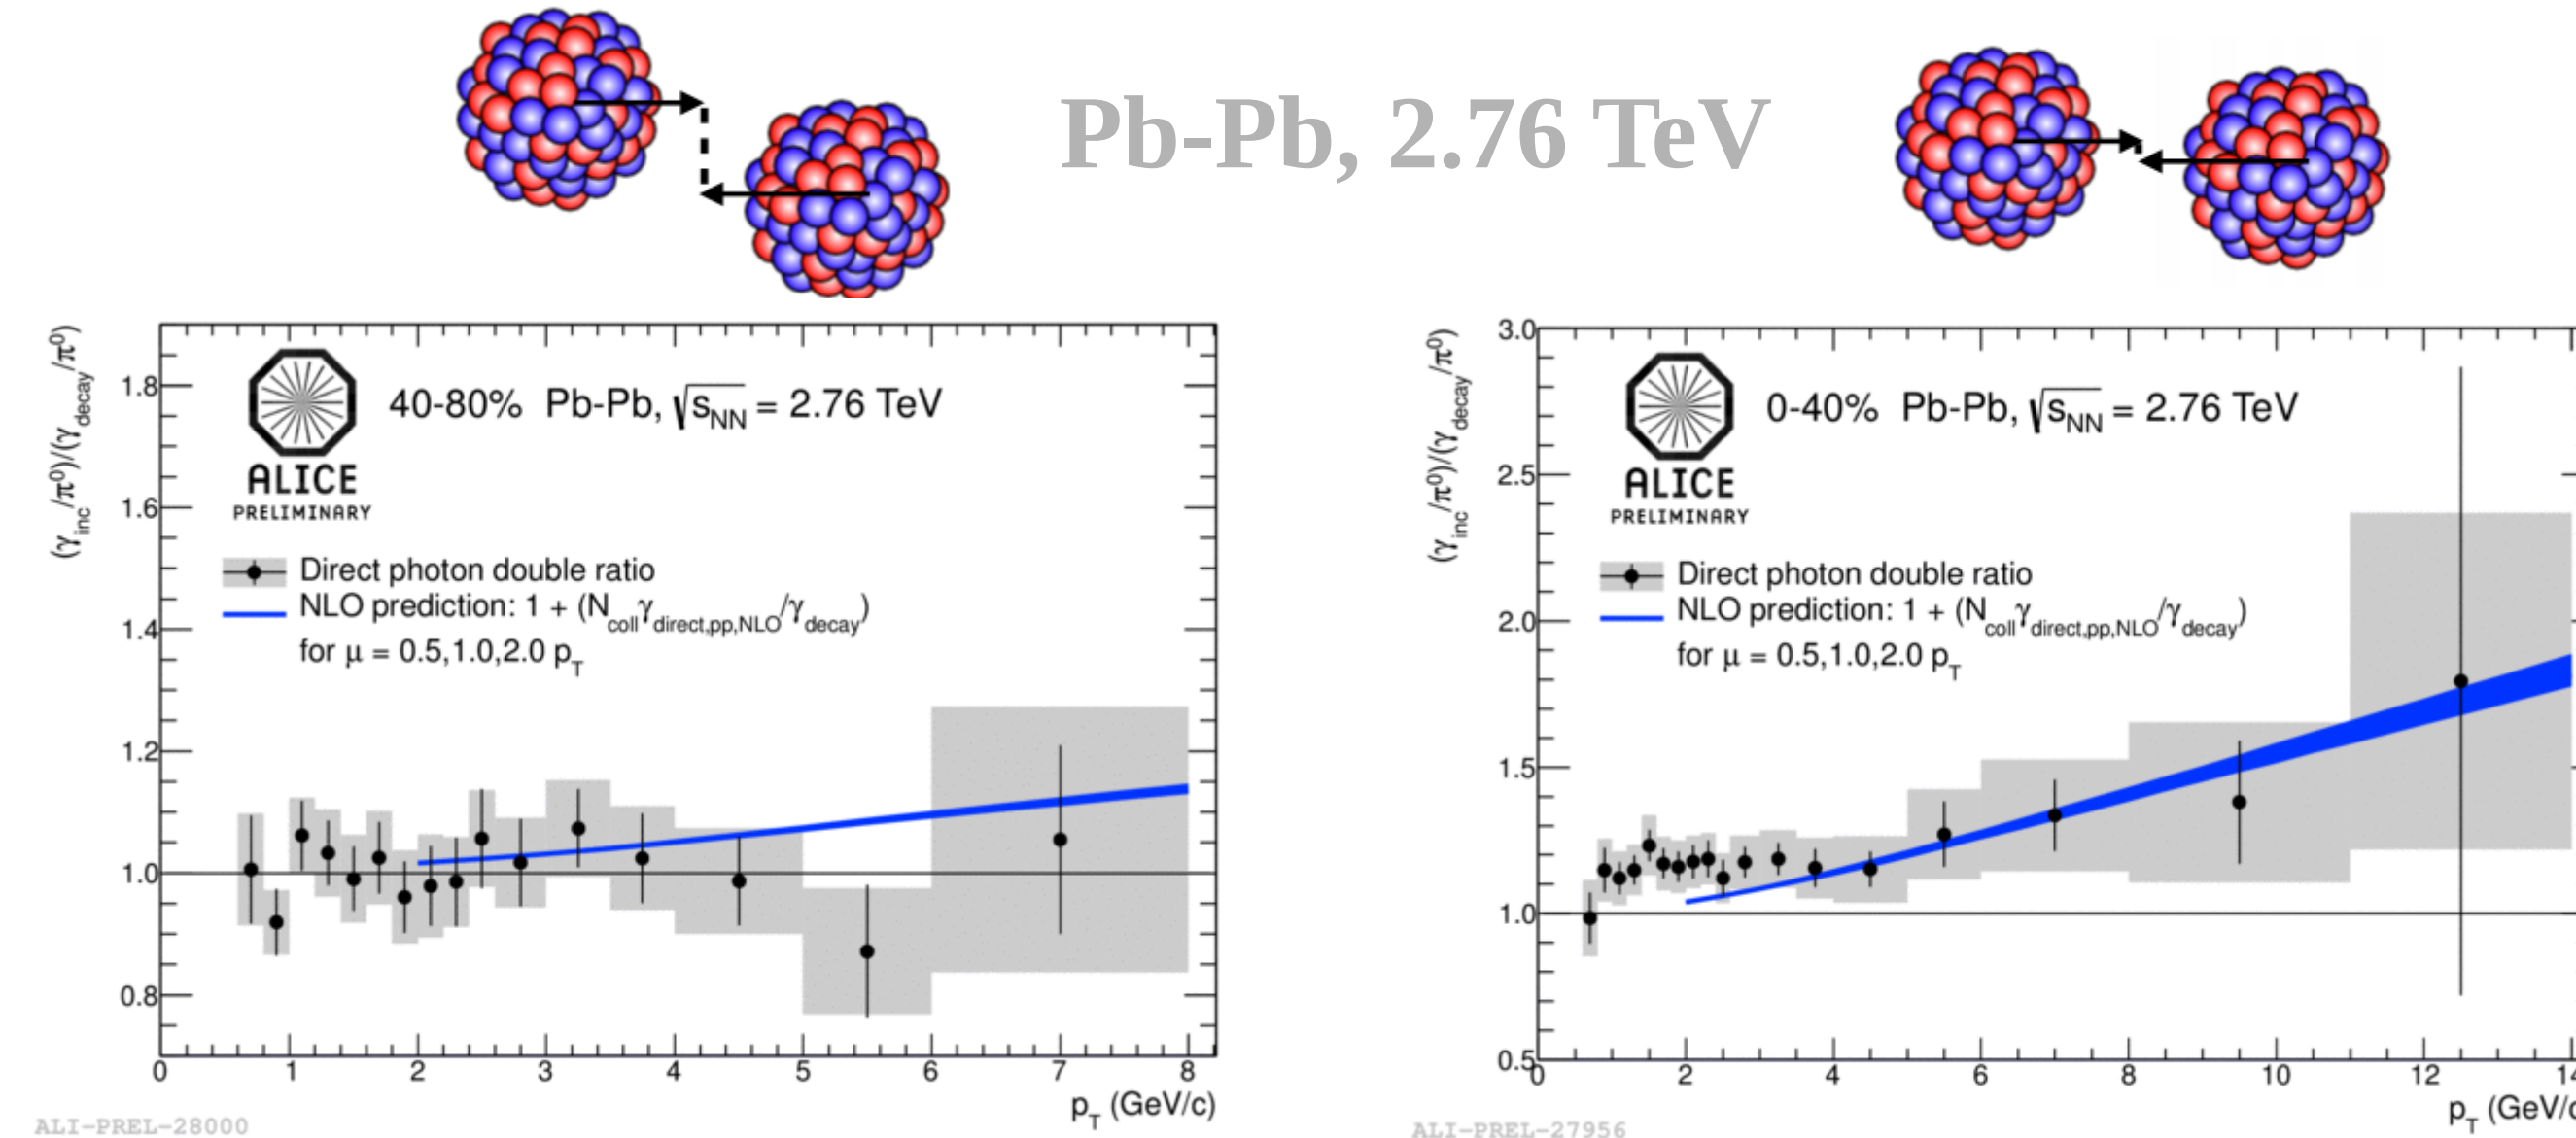 Pb-Pb, 2.76 TeV
(γinc/π0)/(γdecay/π0)
1.8
1.6
1.4
1.2
1.0
0.8
40-80% Pb-Pb, √sNN = 2.76 TeV
ALICE
PRELIMINARY
Direct photon double ratio
NLO prediction: 1 + (Ncollγdirect,pp,NLO/γdecay)
for μ = 0.5,1.0,2.0 pT
0 1 2 3 4 5 6 7 8
pT (GeV/c)
ALI-PREL-28000
(γinc/π0)/(γdecay/π0)
3.0
2.5
2.0
1.5
1.0
0.5
0-40% Pb-Pb, √sNN = 2.76 TeV
ALICE
PRELIMINARY
Direct photon double ratio
NLO prediction: 1 + (Ncollγdirect,pp,NLO/γdecay)
for μ = 0.5,1.0,2.0 pT
0 2 4 6 8 10 12 14
pT (GeV/c
ALI-PREL-27956